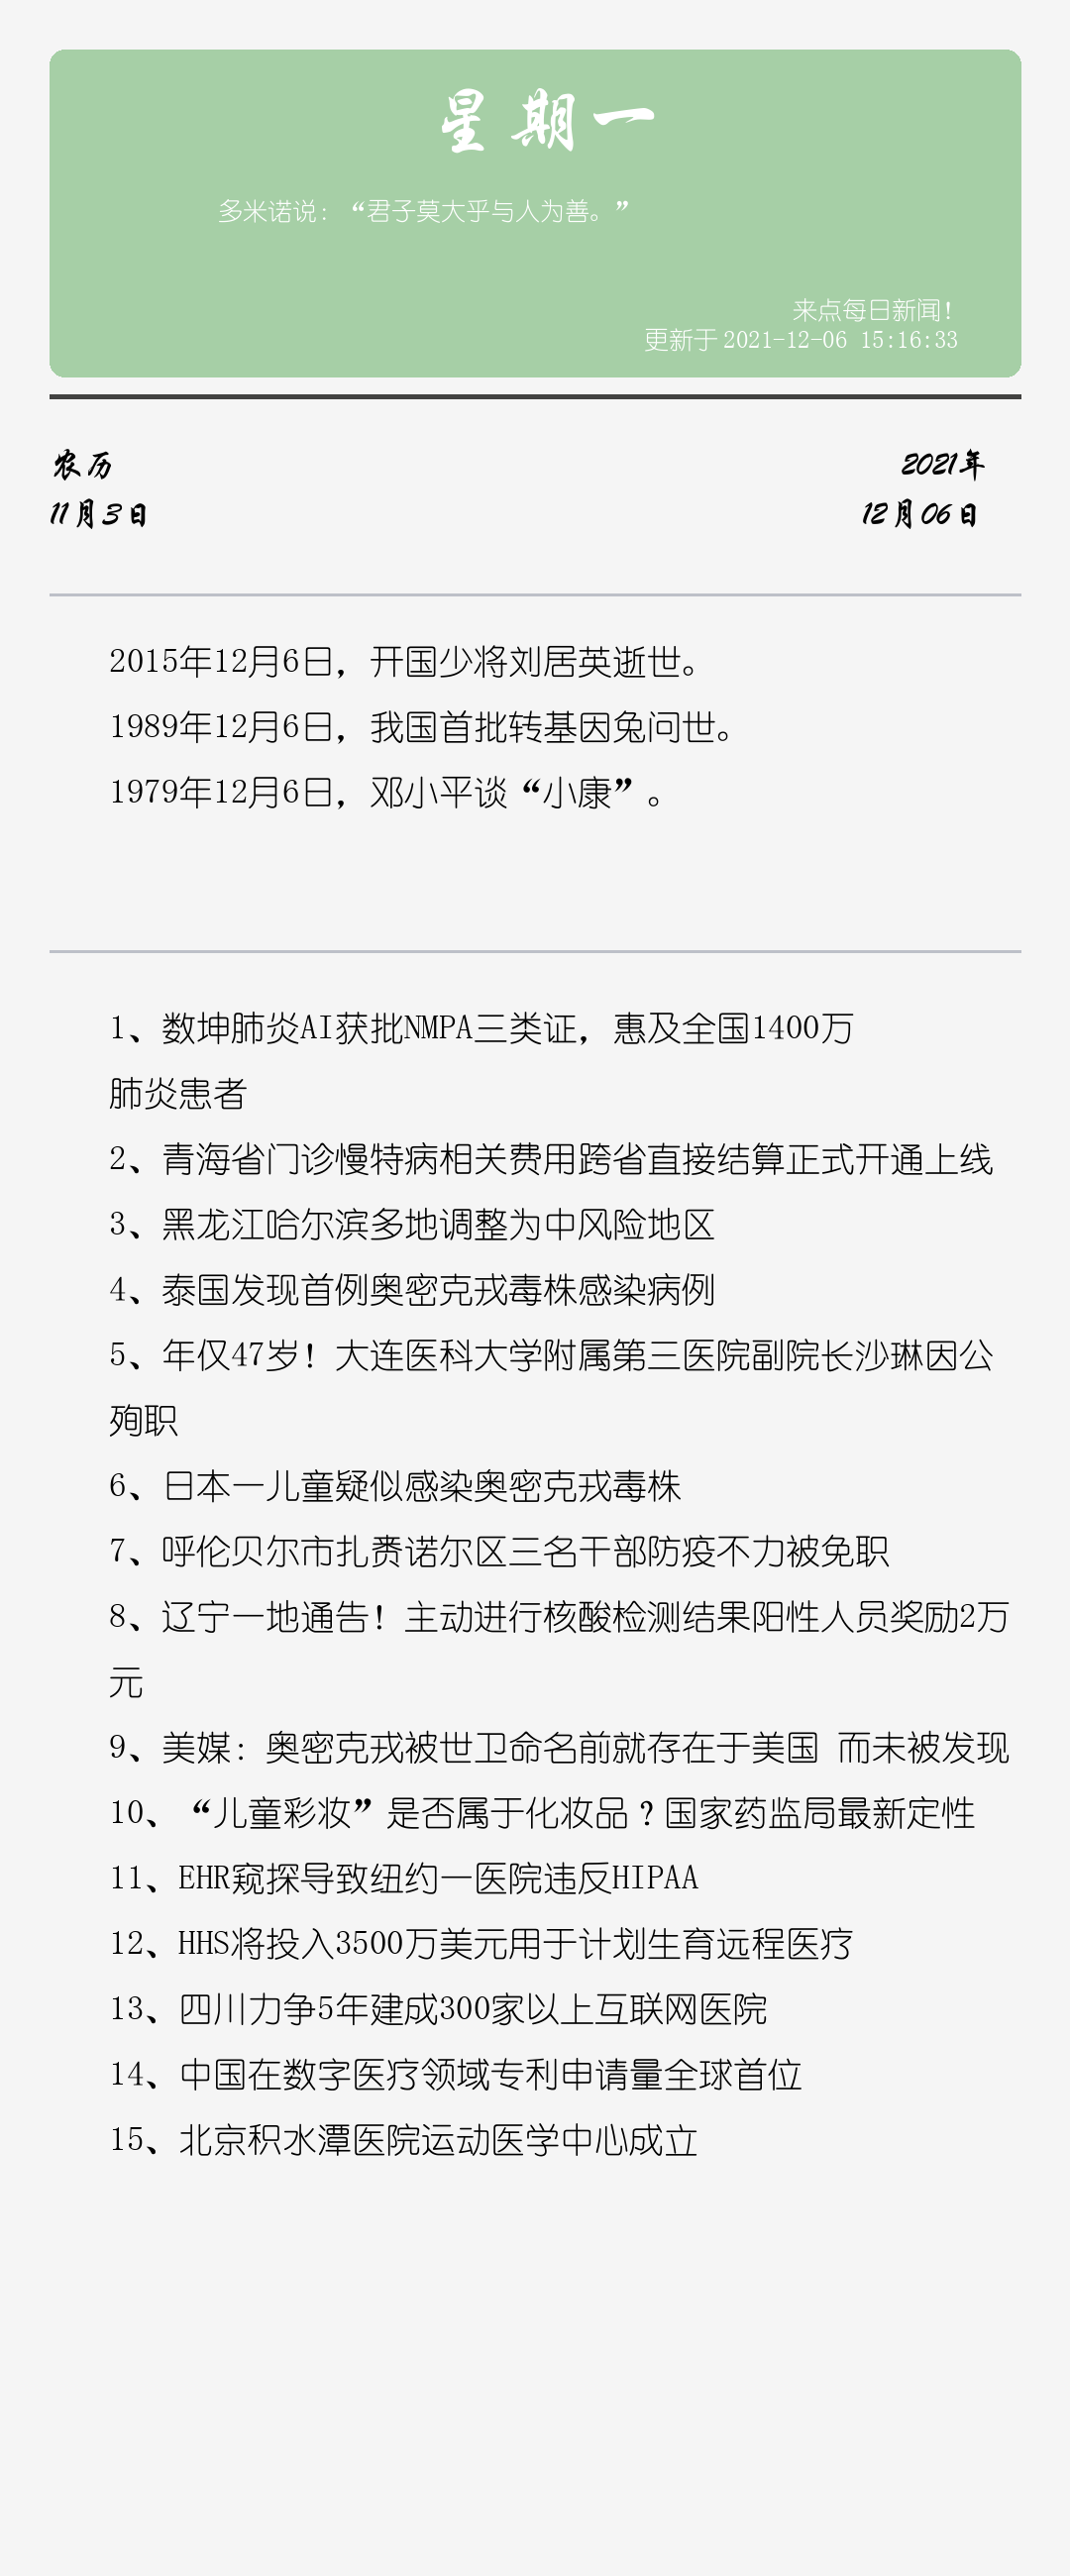 星期一
多米诺说：“君子莫大乎与人为善。”
来点每日新闻！
更新于 2021-12-06 15:16:33
农历
2021年
11月3日
12月06日
2015年12月6日，开国少将刘居英逝世。
1989年12月6日，我国首批转基因兔问世。
1979年12月6日，邓小平谈“小康”。
1、数坤肺炎AI获批NMPA三类证，惠及全国1400万
肺炎患者
2、青海省门诊慢特病相关费用跨省直接结算正式开通上线
3、黑龙江哈尔滨多地调整为中风险地区
4、泰国发现首例奥密克戎毒株感染病例
5、年仅47岁！大连医科大学附属第三医院副院长沙琳因公
殉职
6、日本一儿童疑似感染奥密克戎毒株
7、呼伦贝尔市扎赉诺尔区三名干部防疫不力被免职
8、辽宁一地通告！主动进行核酸检测结果阳性人员奖励2万
元
9、美媒：奥密克戎被世卫命名前就存在于美国 而未被发现
10、“儿童彩妆”是否属于化妆品？国家药监局最新定性
11、EHR窥探导致纽约一医院违反HIPAA
12、HHS将投入3500万美元用于计划生育远程医疗
13、四川力争5年建成300家以上互联网医院
14、中国在数字医疗领域专利申请量全球首位
15、北京积水潭医院运动医学中心成立